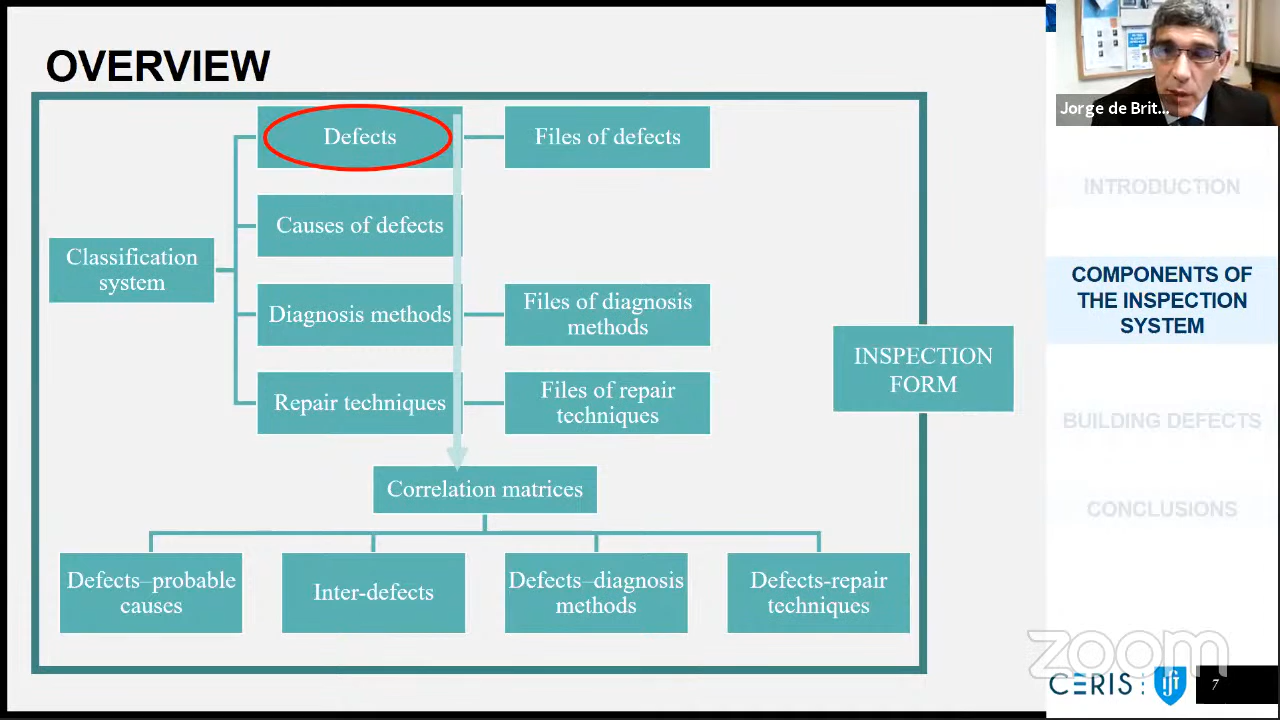 OVERVIEW
Defects
Files of defects
Causes of defects
Classification
system
Diagnosis methods
Files of diagnosis
methods
Repair techniques
Files of repair
techniques
INSPECTION
FORM
Correlation matrices
Defects–probable
causes
Inter-defects
Defects–diagnosis
methods
Defects-repair
techniques
Jorge de Brit...
INTRODUCTION
COMPONENTS OF
THE INSPECTION
SYSTEM
BUILDING DEFECTS
CONCLUSIONS
zoom
CERIS
7